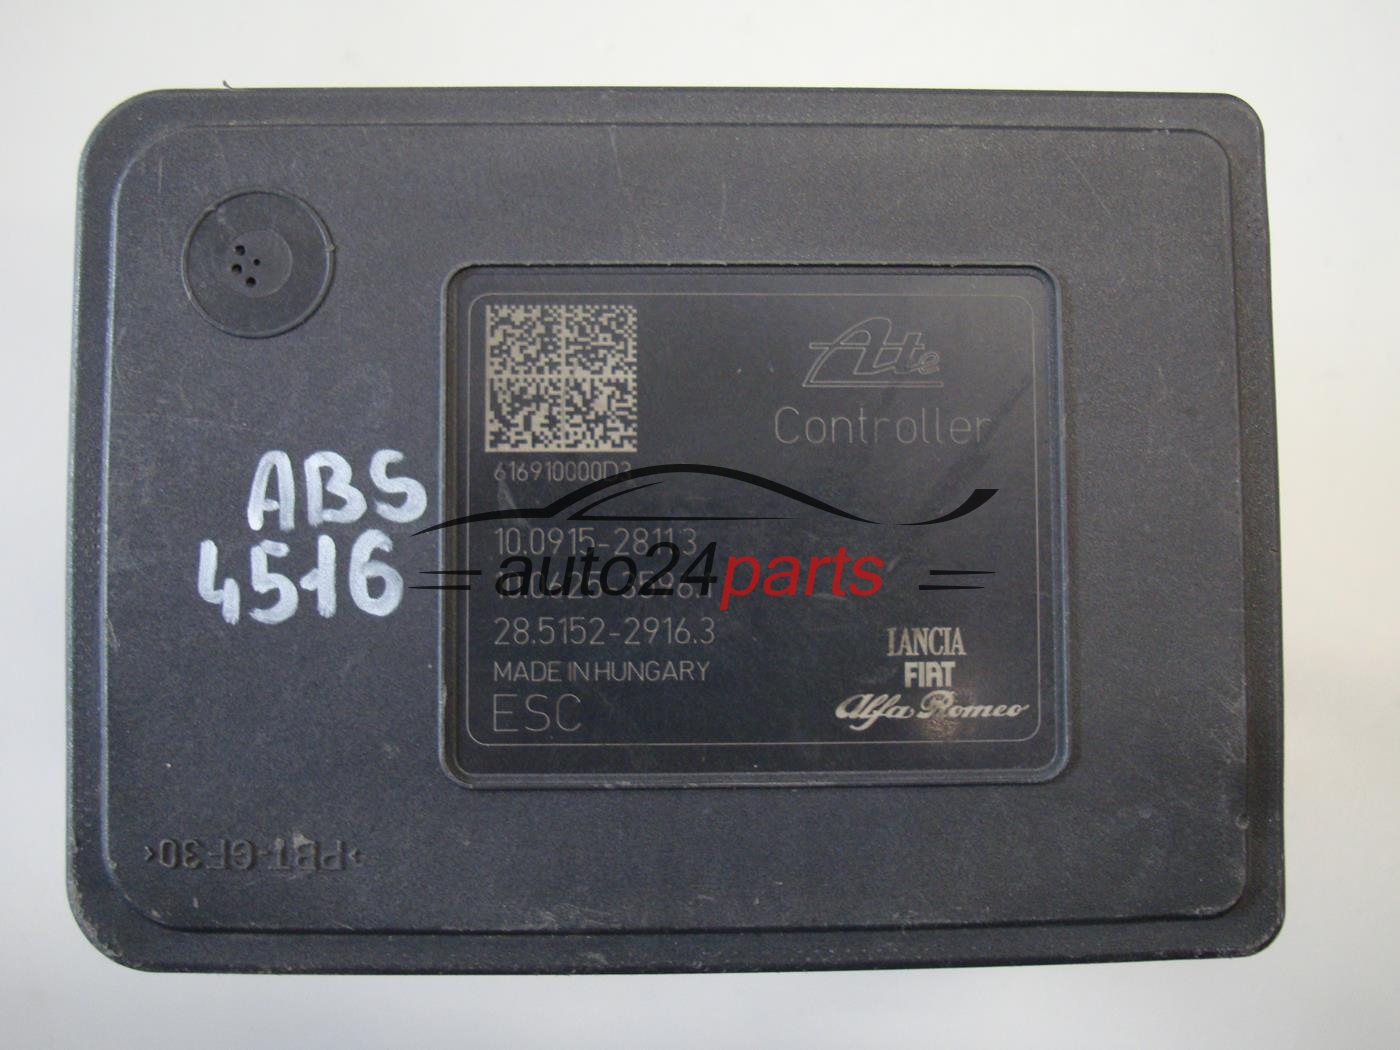 Ate
Controller
616910000D3
ABS
4516
10.0915-2811.3
auto24parts
28.5152-2916.3
MADE IN HUNGARY
ESC
LANCIA
FIAT
Alfa Romeo
>PBT-GF30<